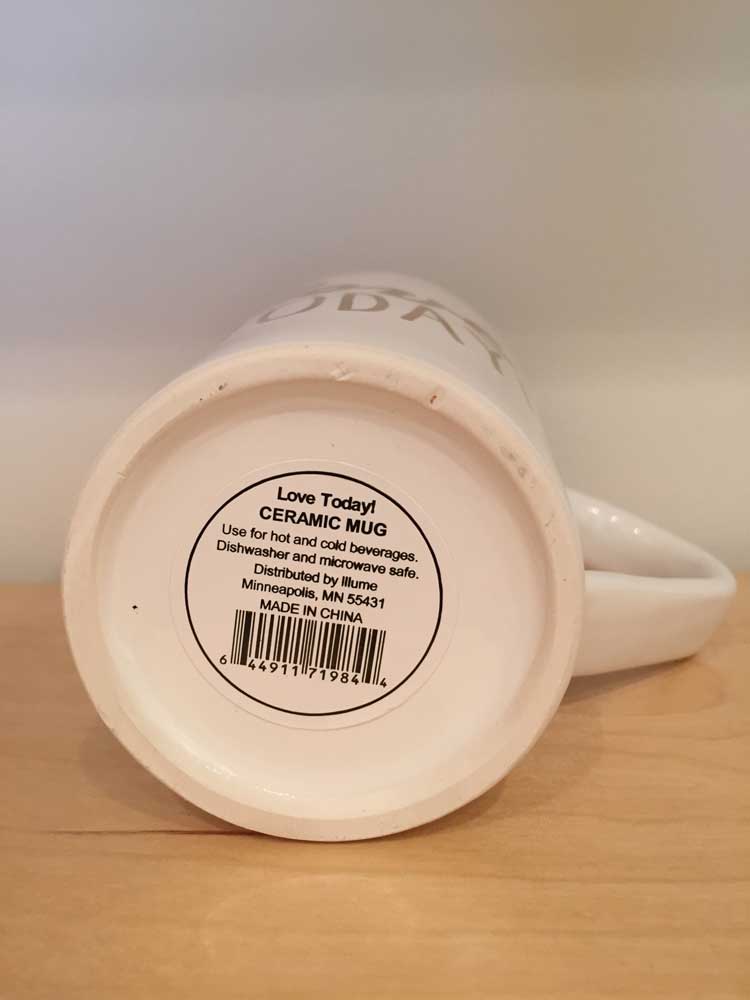 ODAY
Love Today!
CERAMIC MUG
Use for hot and cold beverages.
Dishwasher and microwave safe.
Distributed by Illume
Minneapolis, MN 55431
MADE IN CHINA
6 44911 71984 4